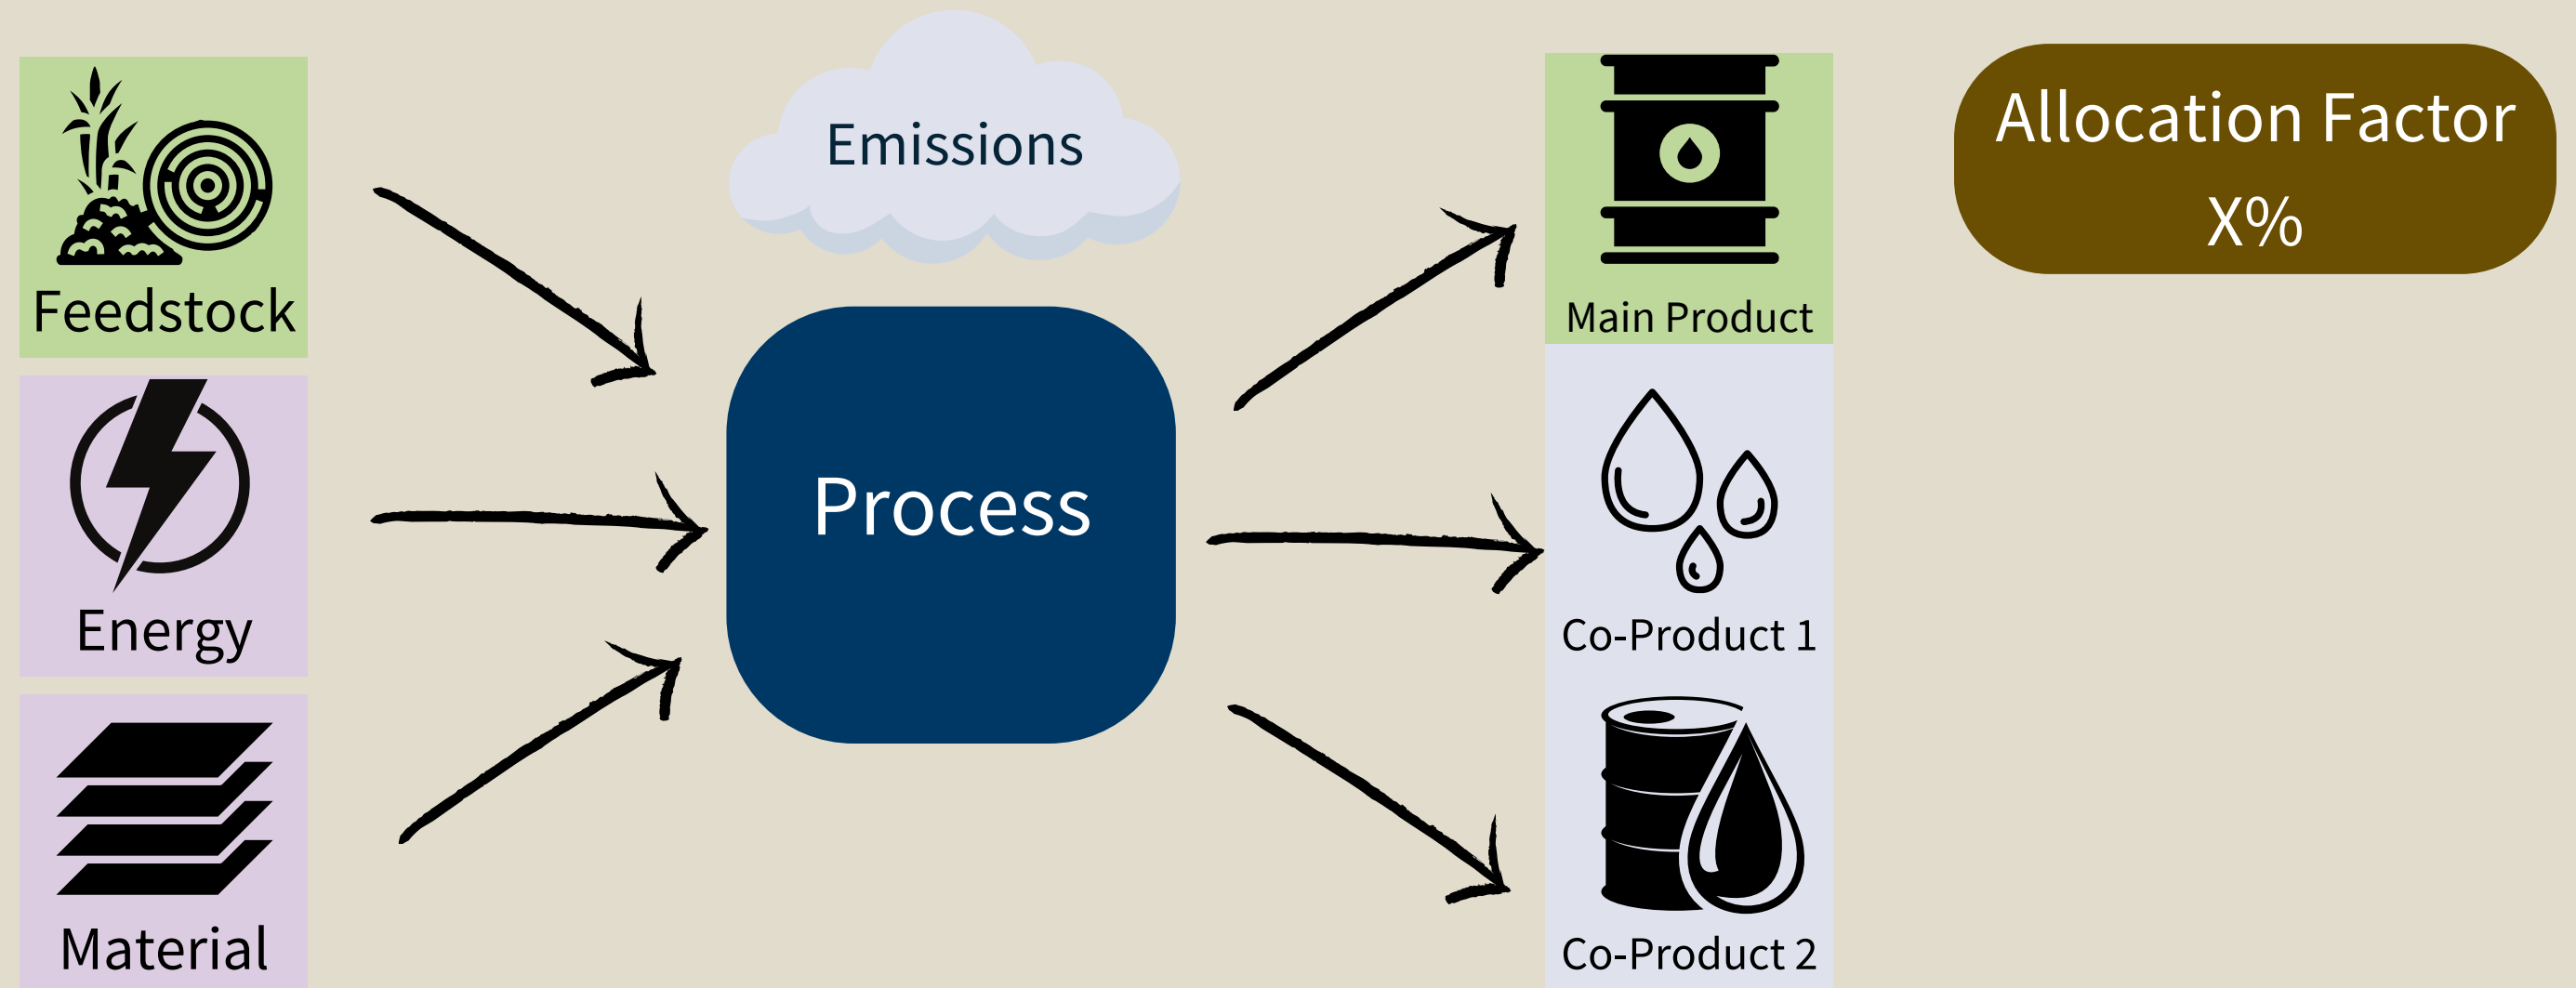 Feedstock
Energy
Material
Emissions
Process
Main Product
Co-Product 1
Co-Product 2
Allocation Factor
X%